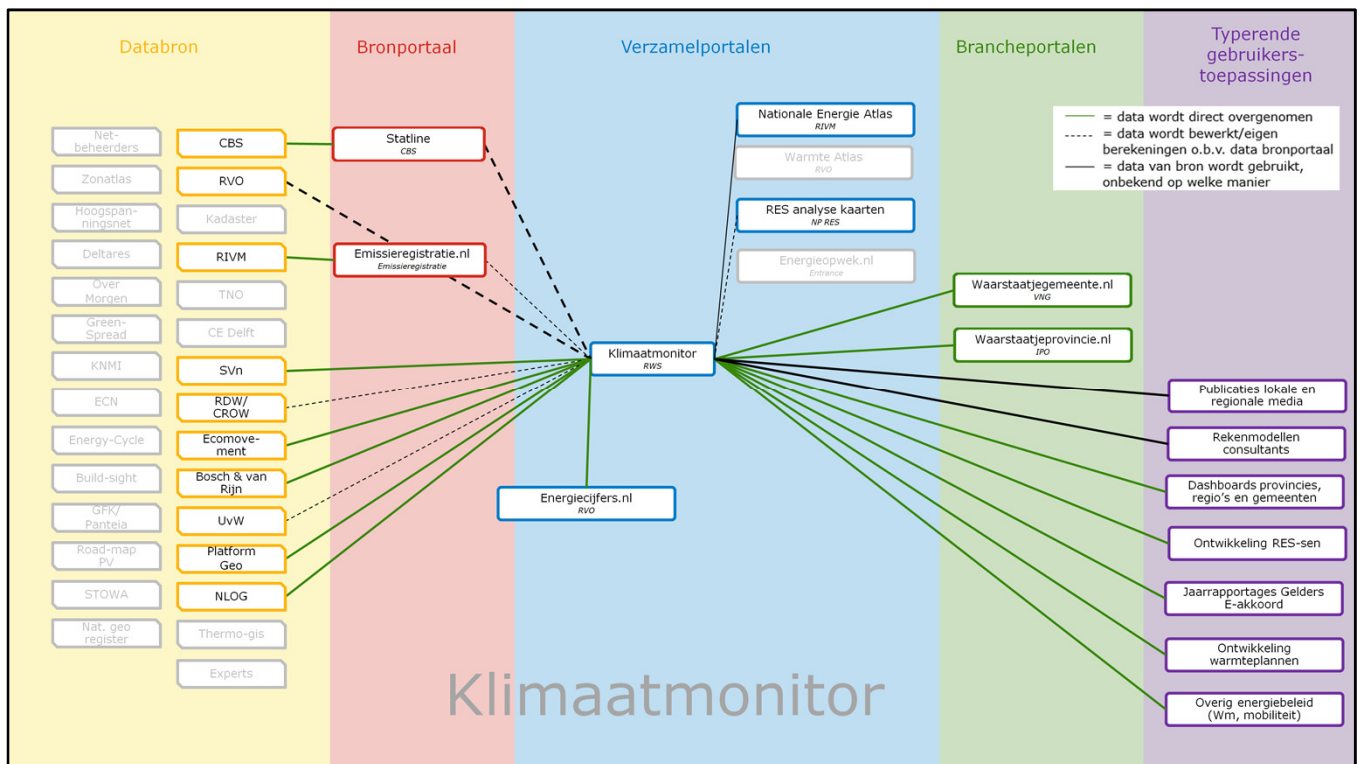 Databron
Bronportaal
Verzamelportalen
Brancheportalen
Typerende
gebruikers-
toepassingen
= data wordt direct overgenomen
= data wordt bewerkt/eigen
berekeningen o.b.v. data bronportaal
= data van bron wordt gebruikt,
onbekend op welke manier
Net-
beheerders
Zonatlas
Hoogspan-
ningsnet
Deltares
Over
Morgen
Green-
Spread
KNMI
ECN
Energy-Cycle
Build-sight
GFK/
Panteia
Road-map
PV
STOWA
Nat. geo
register
CBS
RVO
Kadaster
RIVM
TNO
CE Delft
SVn
RDW/
CROW
Ecomove-
ment
Bosch & van
Rijn
UvW
Platform
Geo
NLOG
Thermo-gis
Experts
Statline
CBS
Emissieregistratie.nl
Emissieregistratie
Nationale Energie Atlas
RIVM
Warmte Atlas
RVO
RES analyse kaarten
NP RES
Energieopwek.nl
Entrance
Klimaatmonitor
RWS
Energiecijfers.nl
RVO
Waarstaatjegemeente.nl
VNG
Waarstaatjeprovincie.nl
IPO
Publicaties lokale en
regionale media
Rekenmodellen
consultants
Dashboards provincies,
regio's en gemeenten
Ontwikkeling RES-sen
Jaarrapportages Gelders
E-akkoord
Ontwikkeling
warmteplannen
Overig energiebeleid
(Wm, mobiliteit)
Klimaatmonitor